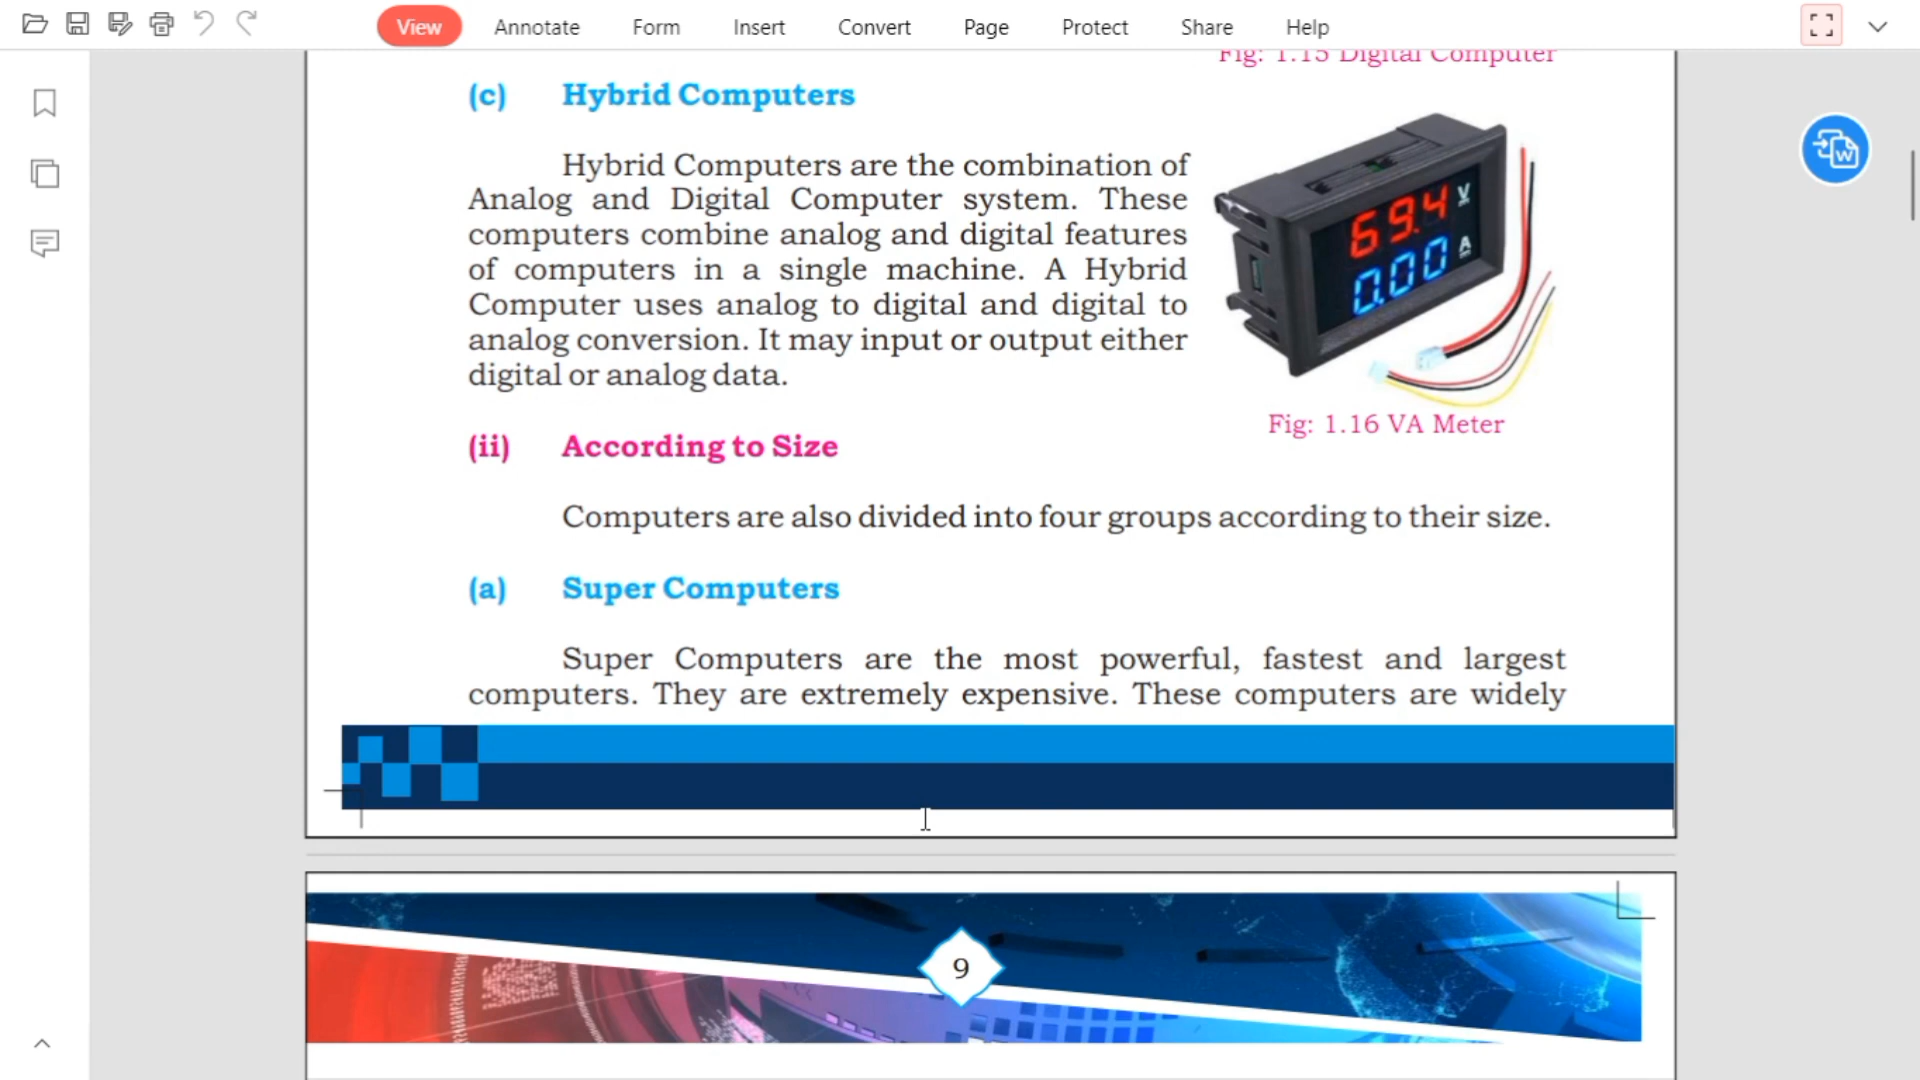 View Annotate Form Insert Convert Page Protect Share Help
Fig: 1.15 Digital Computer
(c) Hybrid Computers
Hybrid Computers are the combination of
Analog and Digital Computer system. These
computers combine analog and digital features
of computers in a single machine. A Hybrid
Computer uses analog to digital and digital to
analog conversion. It may input or output either
digital or analog data.
69.4 V
0.00 A
Fig: 1.16 VA Meter
(ii) According to Size
Computers are also divided into four groups according to their size.
(a) Super Computers
Super Computers are the most powerful, fastest and largest
computers. They are extremely expensive. These computers are widely
9
W